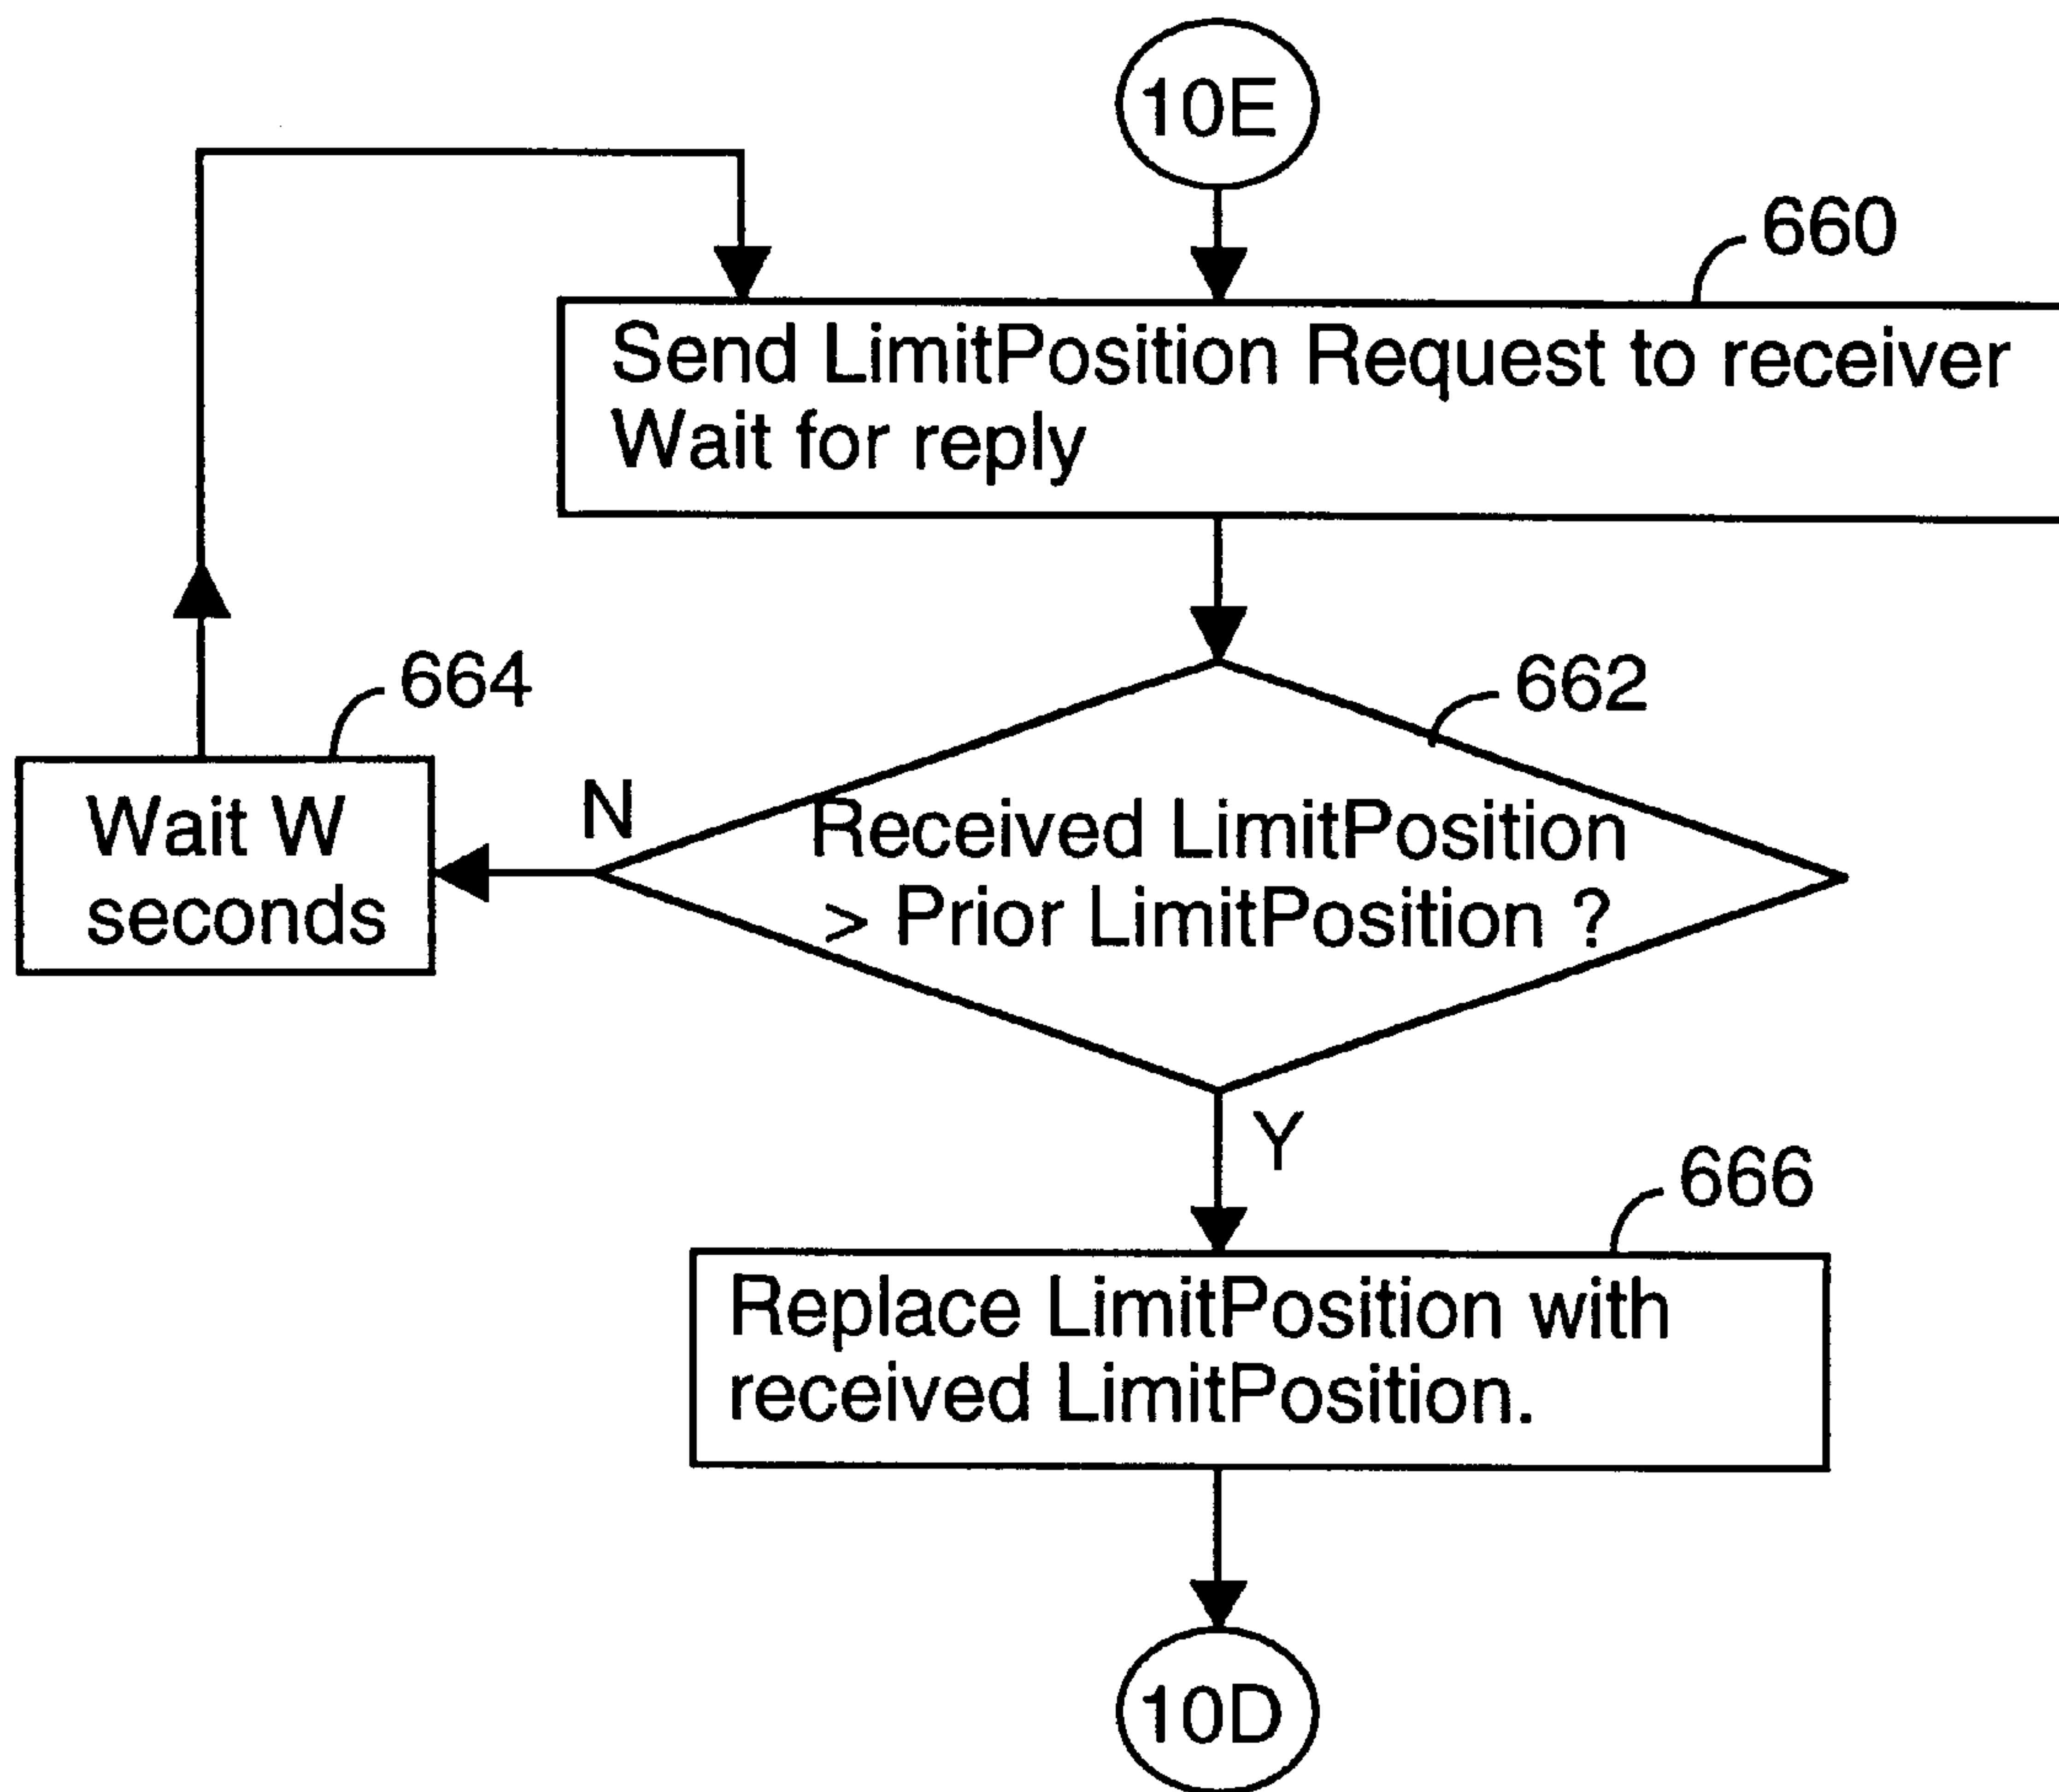 10E
660
Send LimitPosition Request to receiver
Wait for reply
664
662
N
Wait W
seconds
Received LimitPosition
> Prior LimitPosition ?
Y
666
Replace LimitPosition with
received LimitPosition.
10D